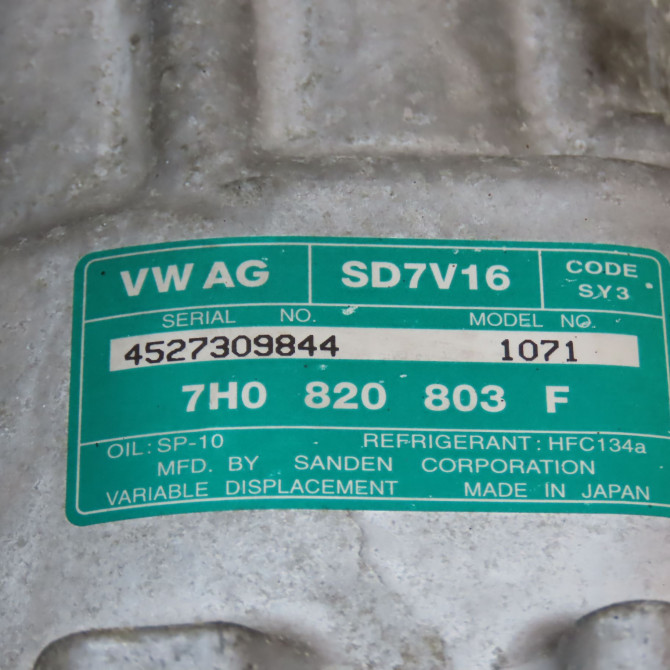 VW AG SD7V16 CODE
SY3
SERIAL NO. MODEL NO.
4527309844 1071
7H0 820 803 F
OIL: SP-10 REFRIGERANT: HFC134a
MFD. BY SANDEN CORPORATION
VARIABLE DISPLACEMENT MADE IN JAPAN